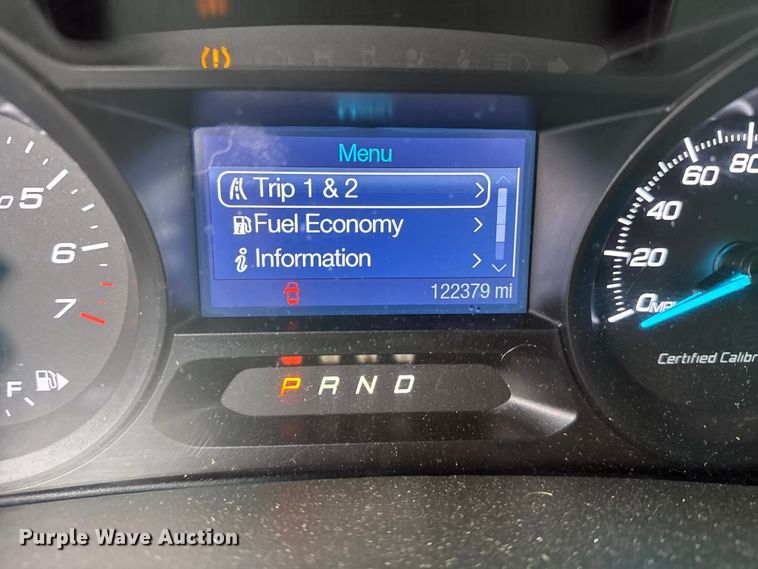 (!)
Menu
Trip 1 & 2
Fuel Economy
Information
122379 mi
5
6
7
F
80
60
40
20
0
Certified Calibr
P R N D
Purple Wave Auction